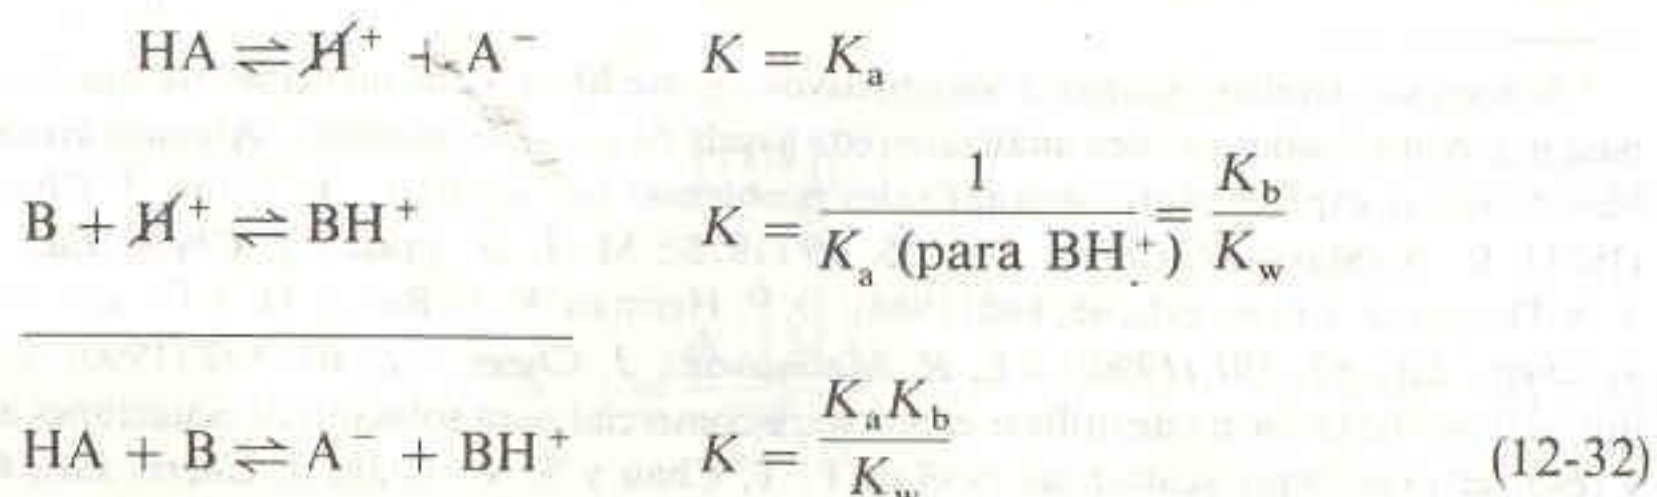 HA ⇌ H⁺ + A⁻ K = Kₐ
B + H⁺ ⇌ BH⁺ K = 1 / Kₐ (para BH⁺) = K_b / K_w
HA + B ⇌ A⁻ + BH⁺ K = KₐK_b / K_w (12-32)